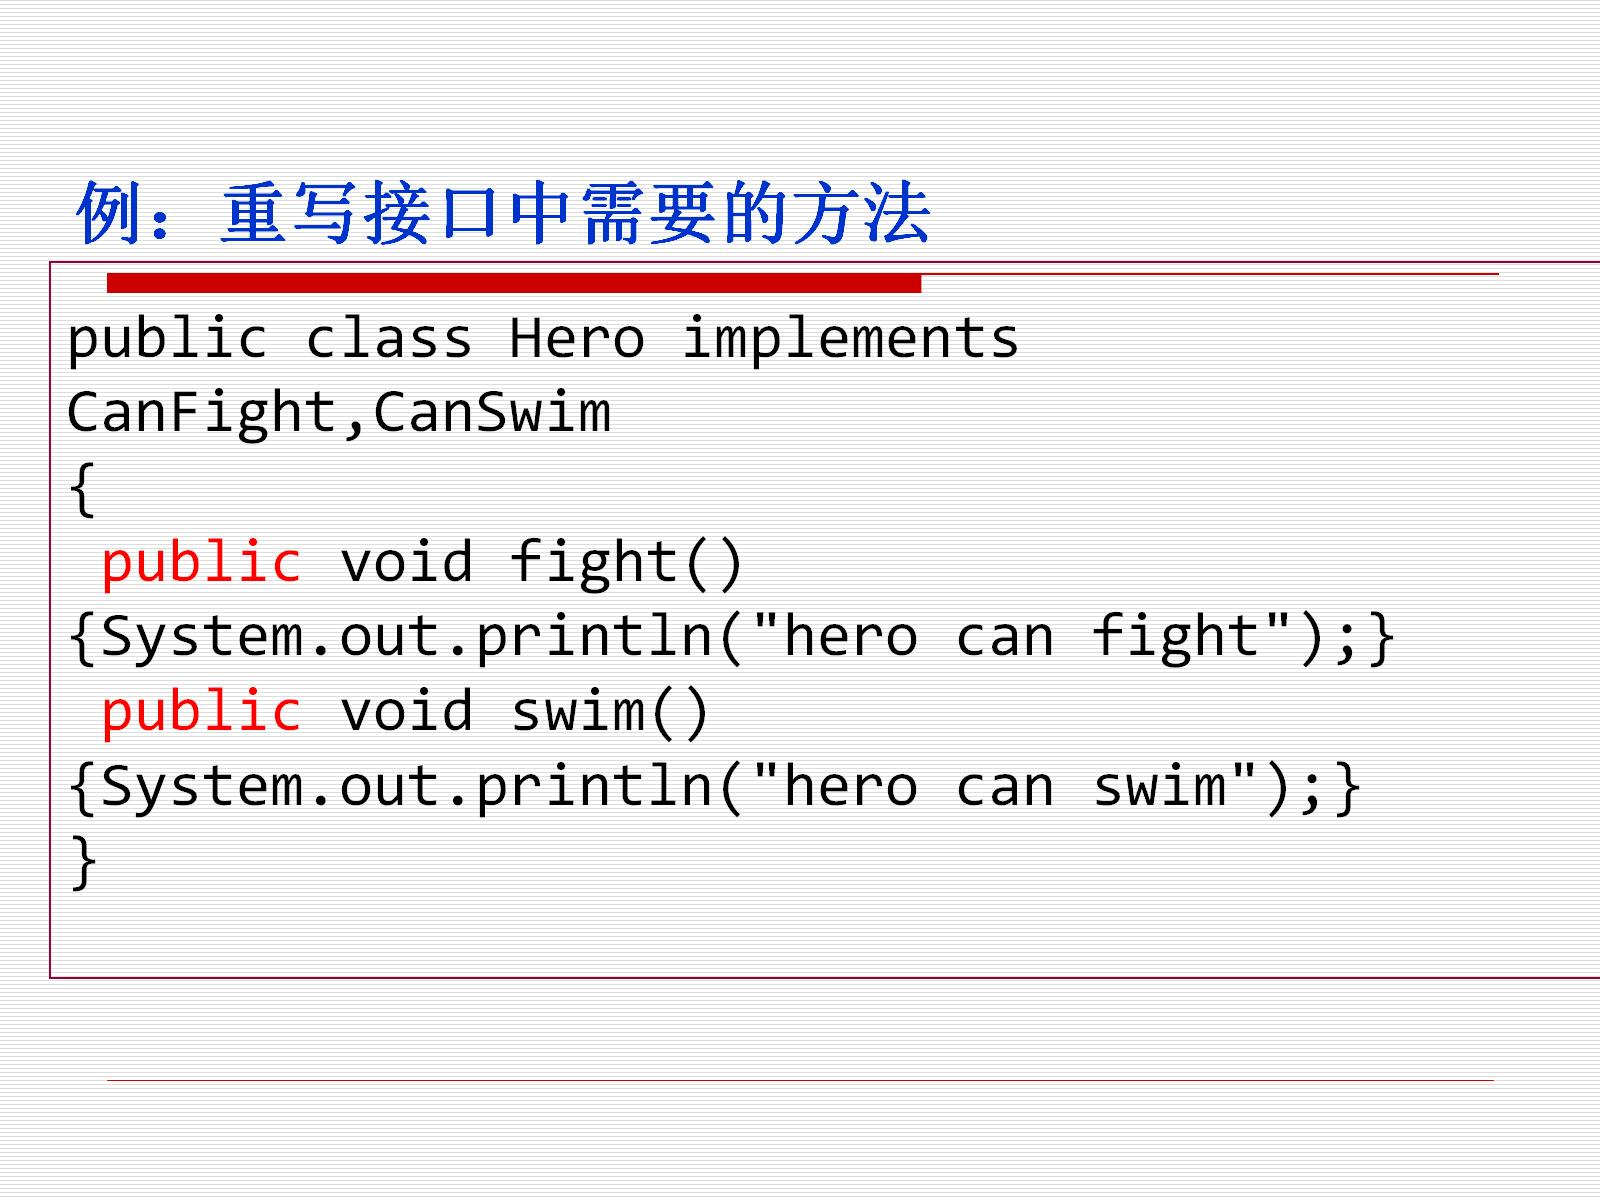 例：重写接口中需要的方法
public class Hero implements
CanFight,CanSwim
{
 public void fight()
{System.out.println("hero can fight");}
 public void swim()
{System.out.println("hero can swim");}
}